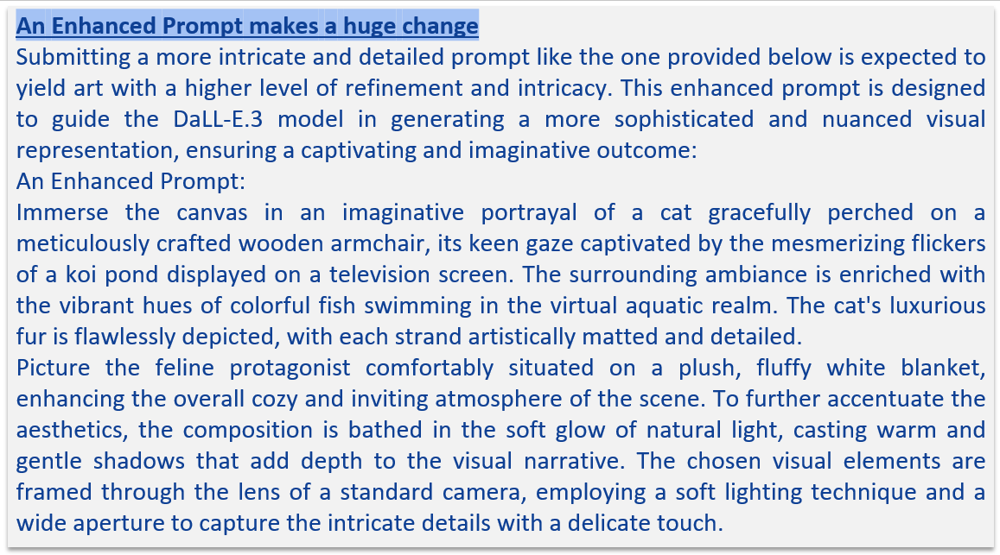 An Enhanced Prompt makes a huge change
Submitting a more intricate and detailed prompt like the one provided below is expected to
yield art with a higher level of refinement and intricacy. This enhanced prompt is designed
to guide the DaLL-E.3 model in generating a more sophisticated and nuanced visual
representation, ensuring a captivating and imaginative outcome:
An Enhanced Prompt:
Immerse the canvas in an imaginative portrayal of a cat gracefully perched on a
meticulously crafted wooden armchair, its keen gaze captivated by the mesmerizing flickers
of a koi pond displayed on a television screen. The surrounding ambiance is enriched with
the vibrant hues of colorful fish swimming in the virtual aquatic realm. The cat's luxurious
fur is flawlessly depicted, with each strand artistically matted and detailed.
Picture the feline protagonist comfortably situated on a plush, fluffy white blanket,
enhancing the overall cozy and inviting atmosphere of the scene. To further accentuate the
aesthetics, the composition is bathed in the soft glow of natural light, casting warm and
gentle shadows that add depth to the visual narrative. The chosen visual elements are
framed through the lens of a standard camera, employing a soft lighting technique and a
wide aperture to capture the intricate details with a delicate touch.